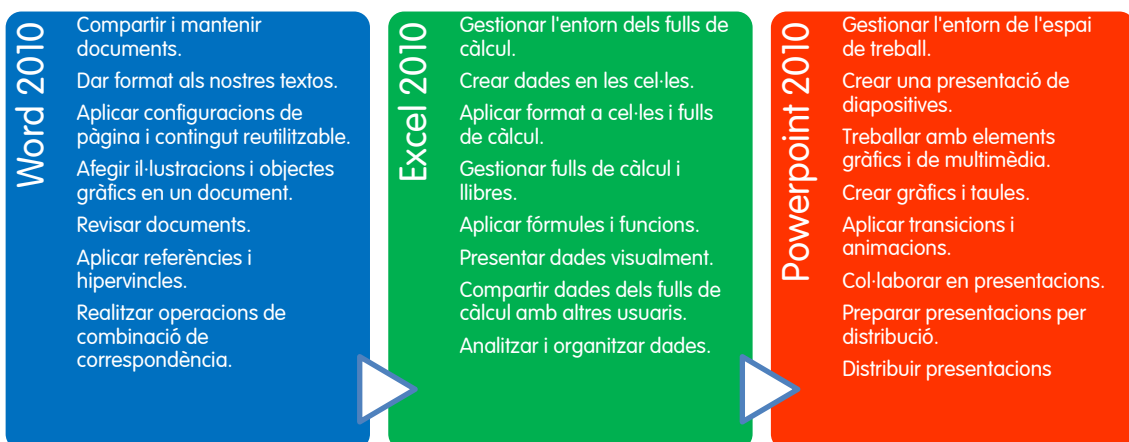 Word 2010
Compartir i mantenir
documents.
Dar format als nostres textos.
Aplicar configuracions de
pàgina i contingut reutilitzable.
Afegir il·lustracions i objectes
gràfics en un document.
Revisar documents.
Aplicar referències i
hipervincles.
Realitzar operacions de
combinació de
correspondència.
Excel 2010
Gestionar l'entorn dels fulls de
càlcul.
Crear dades en les cel·les.
Aplicar format a cel·les i fulls
de càlcul.
Gestionar fulls de càlcul i
llibres.
Aplicar fórmules i funcions.
Presentar dades visualment.
Compartir dades dels fulls de
càlcul amb altres usuaris.
Analitzar i organitzar dades.
Powerpoint 2010
Gestionar l'entorn de l'espai
de treball.
Crear una presentació de
diapositives.
Treballar amb elements
gràfics i de multimèdia.
Crear gràfics i taules.
Aplicar transicions i
animacions.
Col·laborar en presentacions.
Preparar presentacions per
distribució.
Distribuir presentacions